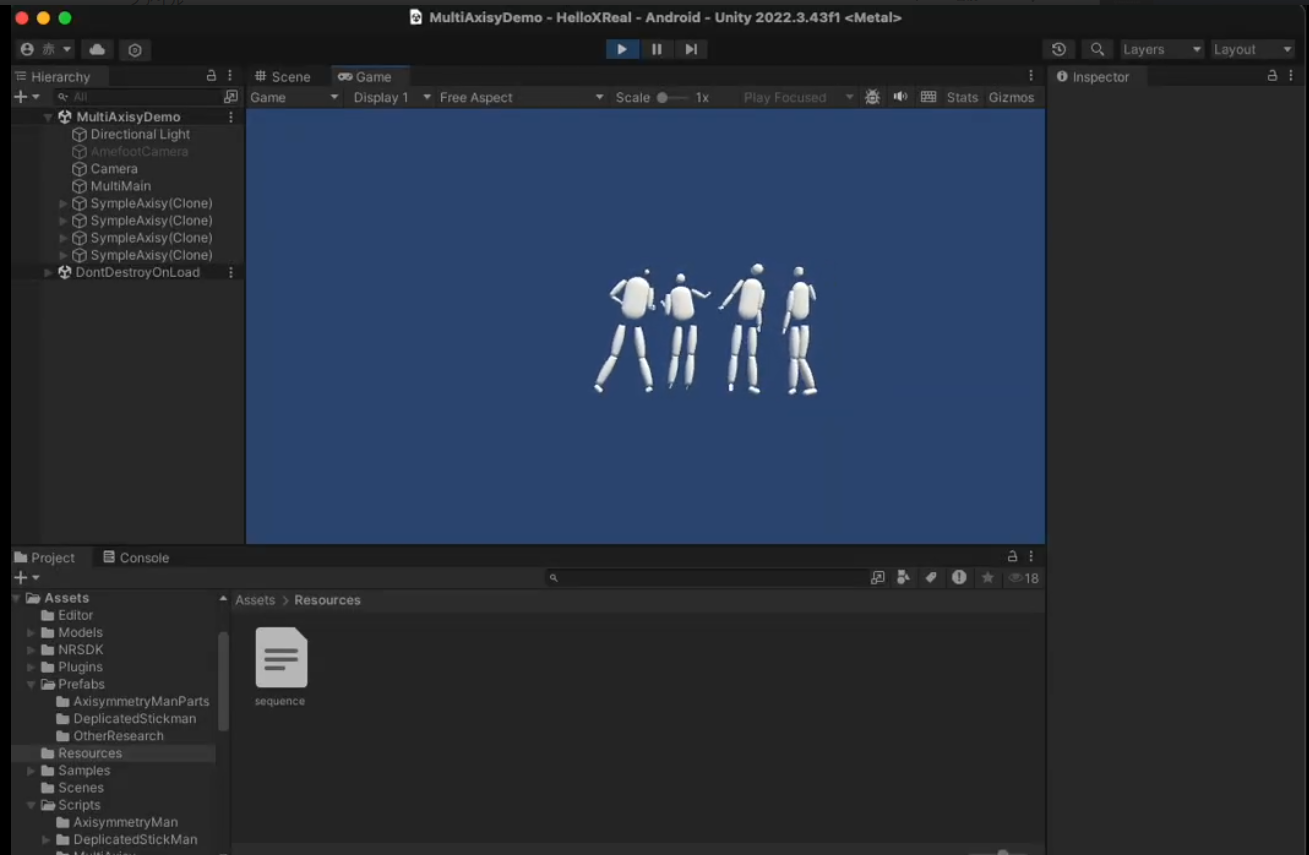 MultiAxisyDemo - HelloXReal - Android - Unity 2022.3.43f1 <Metal>
赤
Layers
Layout
Hierarchy
All
Scene
Game
Inspector
Game
Display 1
Free Aspect
Scale
1x
Play Focused
Stats
Gizmos
MultiAxisyDemo
Directional Light
AmefootCamera
Camera
MultiMain
SympleAxisy(Clone)
SympleAxisy(Clone)
SympleAxisy(Clone)
SympleAxisy(Clone)
DontDestroyOnLoad
Project
Console
18
Assets
Editor
Models
NRSDK
Plugins
Prefabs
AxisymmetryManParts
DeplicatedStickman
OtherResearch
Resources
Samples
Scenes
Scripts
AxisymmetryMan
DeplicatedStickMan
Assets > Resources
sequence